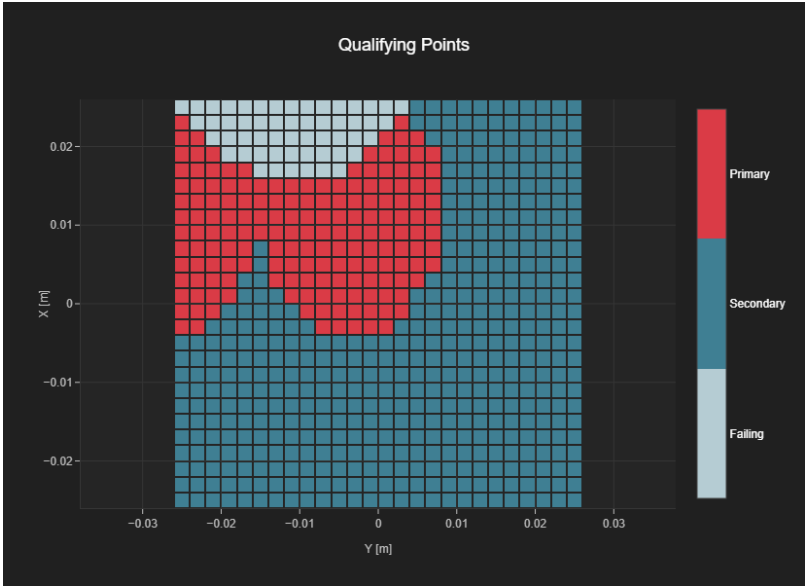 Qualifying Points
0.02
0.01
0
−0.01
−0.02
X [m]
−0.03
−0.02
−0.01
0
0.01
0.02
0.03
Y [m]
Primary
Secondary
Failing